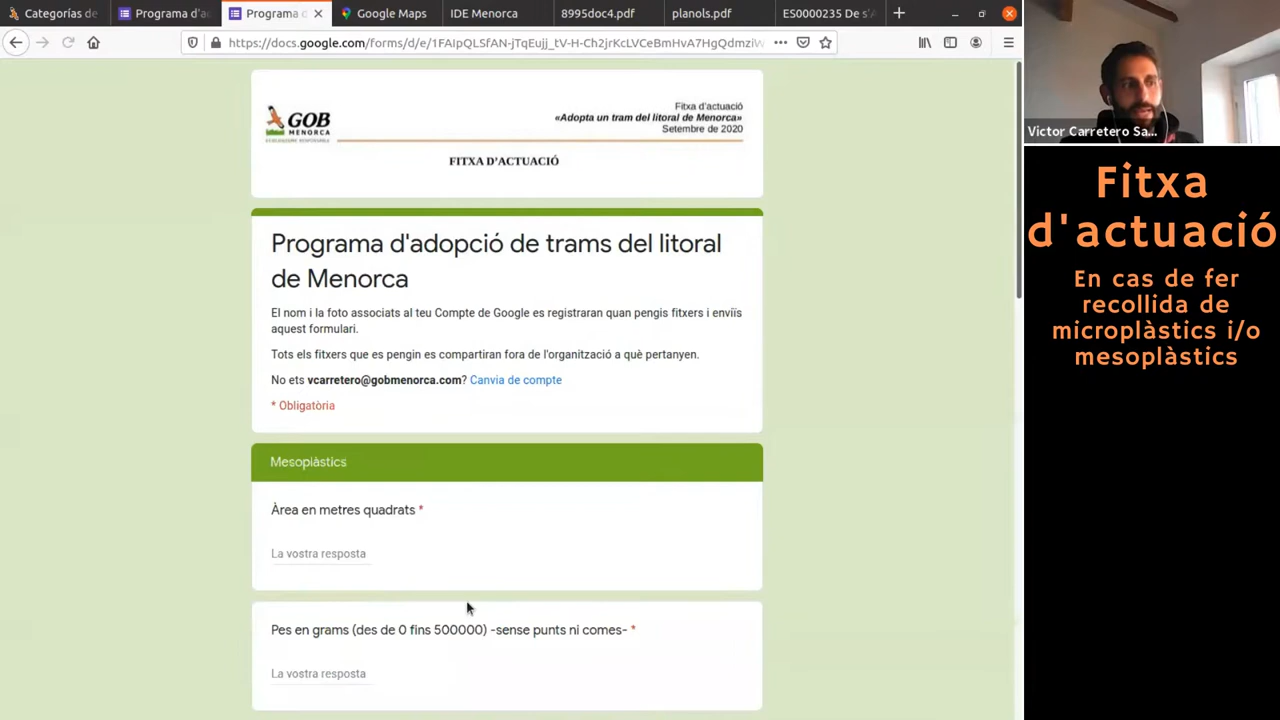 Categorías de
Programa d'ac
Programa d
Google Maps
IDE Menorca
8995doc4.pdf
planols.pdf
ES0000235 De s'A
https://docs.google.com/forms/d/e/1FAIpQLSfAN-jTqEujj_tV-H-Ch2jrKcLVCeBmHvA7HgQdmziW
GOB
MENORCA
Fitxa d'actuació
«Adopta un tram del litoral de Menorca»
Setembre de 2020
FITXA D'ACTUACIÓ
Programa d'adopció de trams del litoral
de Menorca
El nom i la foto associats al teu Compte de Google es registraran quan pengis fitxers i enviïs
aquest formulari.
Tots els fitxers que es pengin es compartiran fora de l'organització a què pertanyen.
No ets vcarretero@gobmenorca.com? Canvia de compte
* Obligatòria
Mesoplàstics
Àrea en metres quadrats *
La vostra resposta
Pes en grams (des de 0 fins 500000) -sense punts ni comes- *
La vostra resposta
Victor Carretero Sa...
Fitxa
d'actuació
En cas de fer
recollida de
microplàstics i/o
mesoplàstics